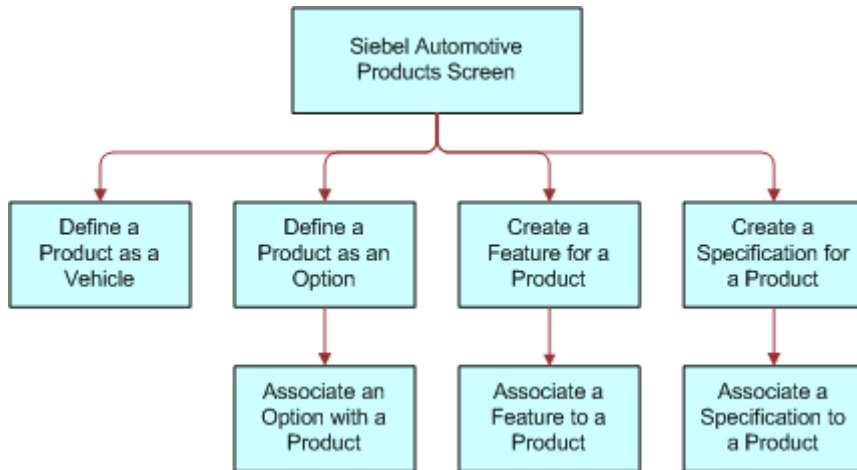 Siebel Automotive
Products Screen
Define a
Product as a
Vehicle
Define a
Product as an
Option
Create a
Feature for a
Product
Create a
Specification for
a Product
Associate an
Option with a
Product
Associate a
Feature to a
Product
Associate a
Specification to
a Product